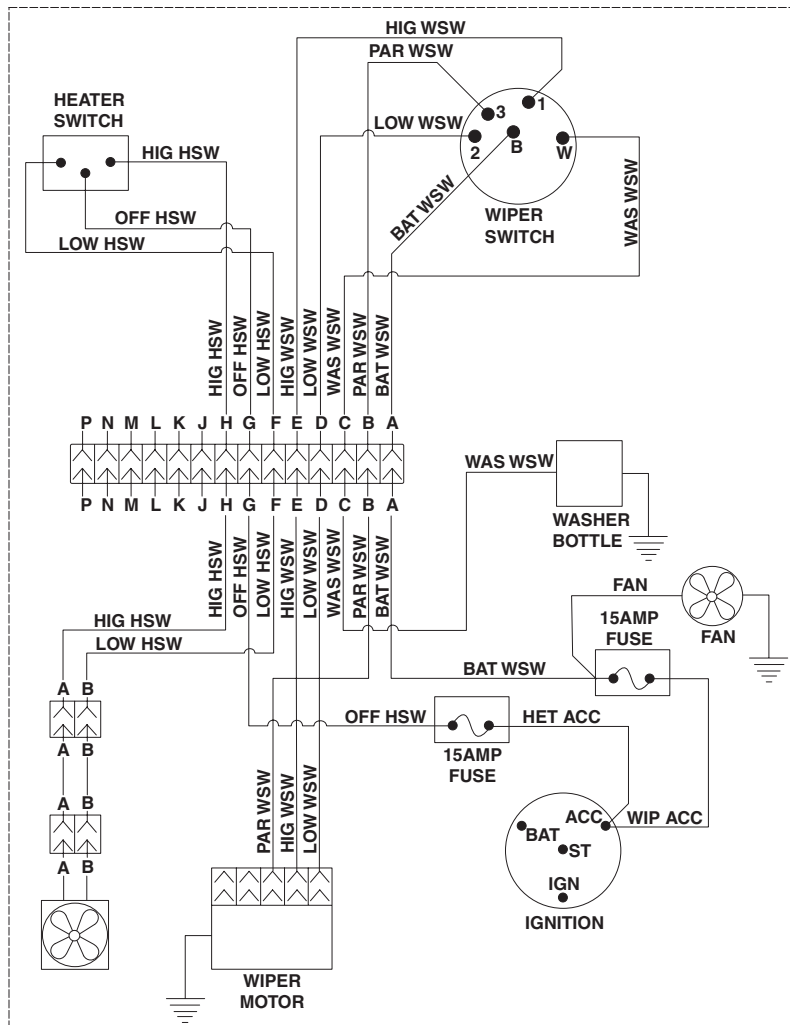 HIG WSW
PAR WSW
HEATER
SWITCH
3
1
LOW WSW
2
B
W
HIG HSW
BAT WSW
WAS WSW
WIPER
SWITCH
OFF HSW
LOW HSW
HIG HSW
OFF HSW
LOW HSW
HIG WSW
LOW WSW
WAS WSW
PAR WSW
BAT WSW
P N M L K J H G F E D C B A
P N M L K J H G F E D C B A
WAS WSW
WASHER
BOTTLE
HIG HSW
OFF HSW
LOW HSW
HIG WSW
LOW WSW
WAS WSW
PAR WSW
BAT WSW
FAN
15AMP
FUSE
FAN
HIG HSW
LOW HSW
BAT WSW
A B
A B
OFF HSW
15AMP
FUSE
HET ACC
A B
A B
PAR WSW
HIG WSW
LOW WSW
ACC
WIP ACC
BAT
ST
IGN
IGNITION
WIPER
MOTOR